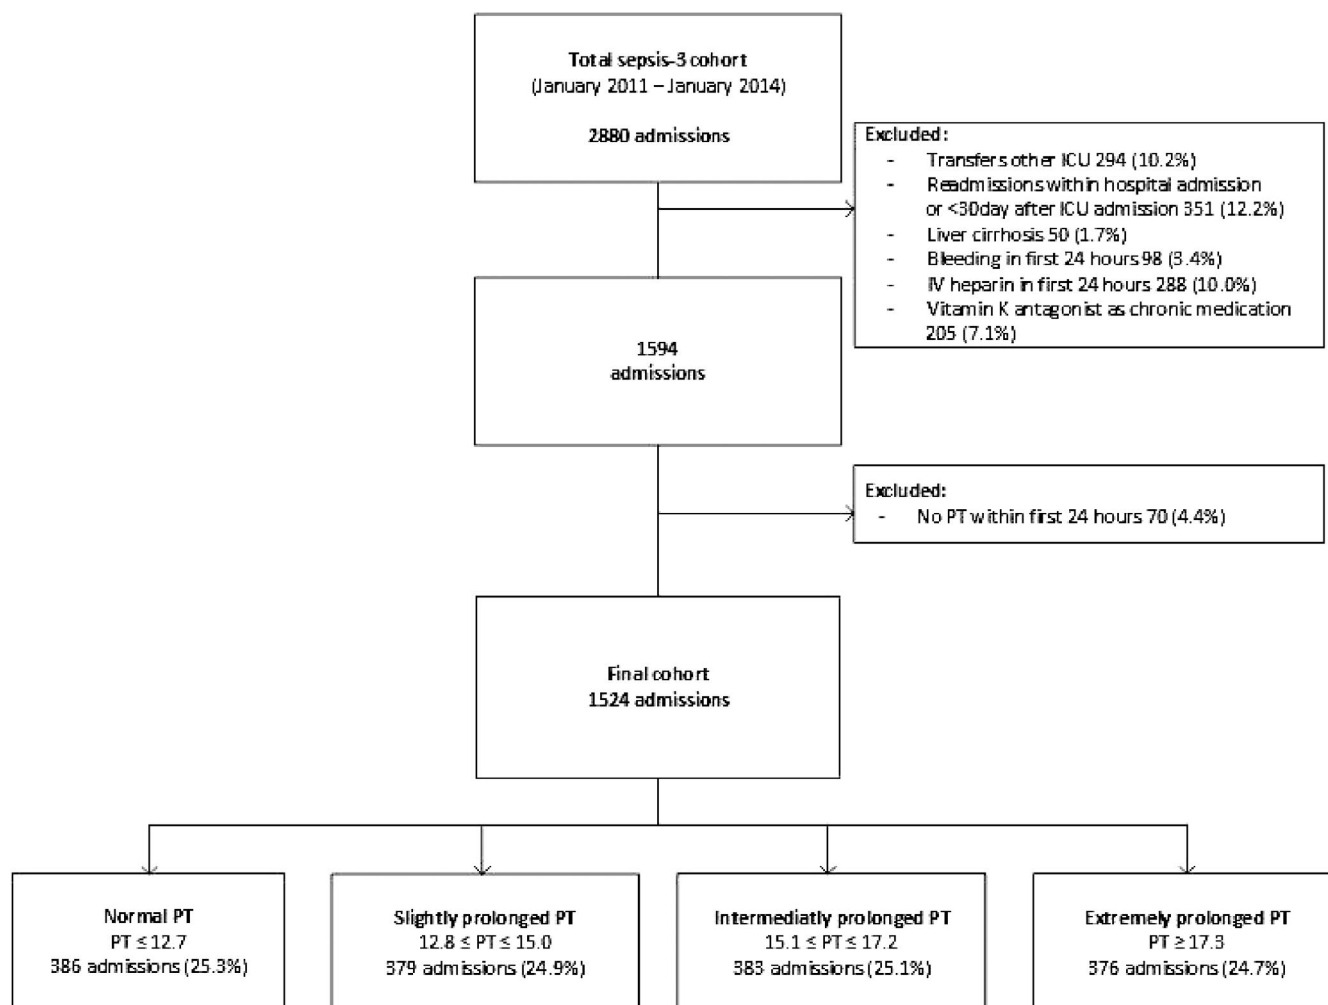 Total sepsis-3 cohort
(January 2011 – January 2014)
2880 admissions
Excluded:
- Transfers other ICU 294 (10.2%)
- Readmissions within hospital admission
or <30day after ICU admission 351 (12.2%)
- Liver cirrhosis 50 (1.7%)
- Bleeding in first 24 hours 98 (3.4%)
- IV heparin in first 24 hours 288 (10.0%)
- Vitamin K antagonist as chronic medication
205 (7.1%)
1594
admissions
Excluded:
- No PT within first 24 hours 70 (4.4%)
Final cohort
1524 admissions
Normal PT
PT ≤ 12.7
386 admissions (25.3%)
Slightly prolonged PT
12.8 ≤ PT ≤ 15.0
379 admissions (24.9%)
Intermediatly prolonged PT
15.1 ≤ PT ≤ 17.2
383 admissions (25.1%)
Extremely prolonged PT
PT ≥ 17.3
376 admissions (24.7%)